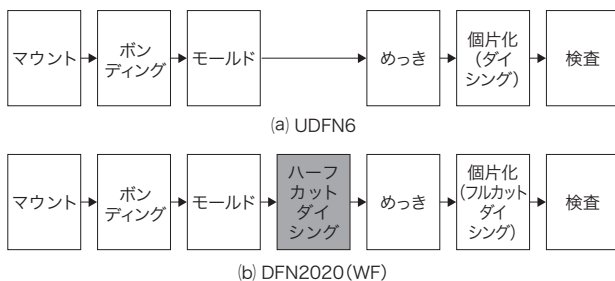 マウント
ボン
ディング
モールド
めっき
個片化
(ダイ
シング)
検査
(a) UDFN6
マウント
ボン
ディング
モールド
ハーフ
カット
ダイ
シング
めっき
個片化
(フルカット
ダイ
シング)
検査
(b) DFN2020(WF)